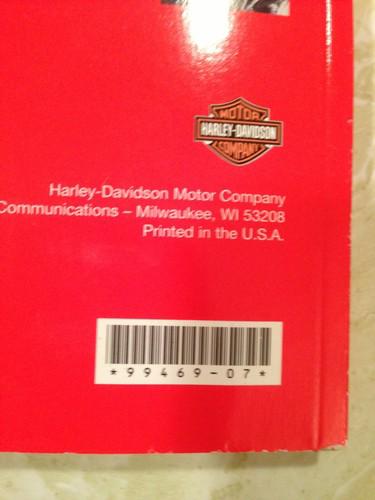 MOTOR
HARLEY-DAVIDSON
COMPANY
Harley-Davidson Motor Company
Communications – Milwaukee, WI 53208
Printed in the U.S.A.
*99469-07*